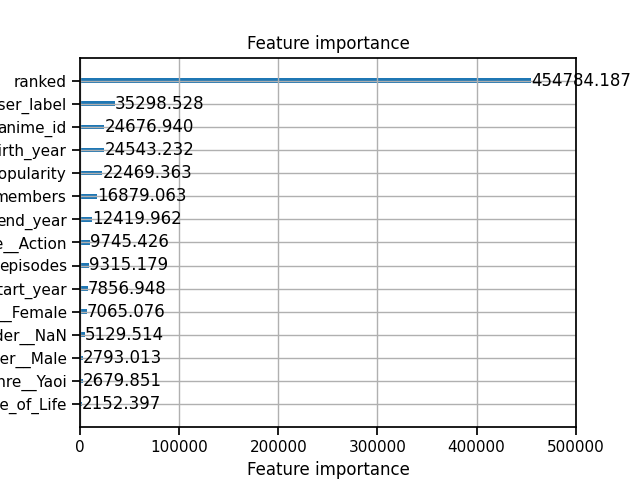 Feature importance
ranked 454784.187
ser_label 35298.528
anime_id 24676.940
irth_year 24543.232
opularity 22469.363
members 16879.063
end_year 12419.962
e__Action 9745.426
episodes 9315.179
tart_year 7856.948
__Female 7065.076
der__NaN 5129.514
er__Male 2793.013
nre__Yaoi 2679.851
e_of_Life 2152.397
0 100000 200000 300000 400000 500000
Feature importance